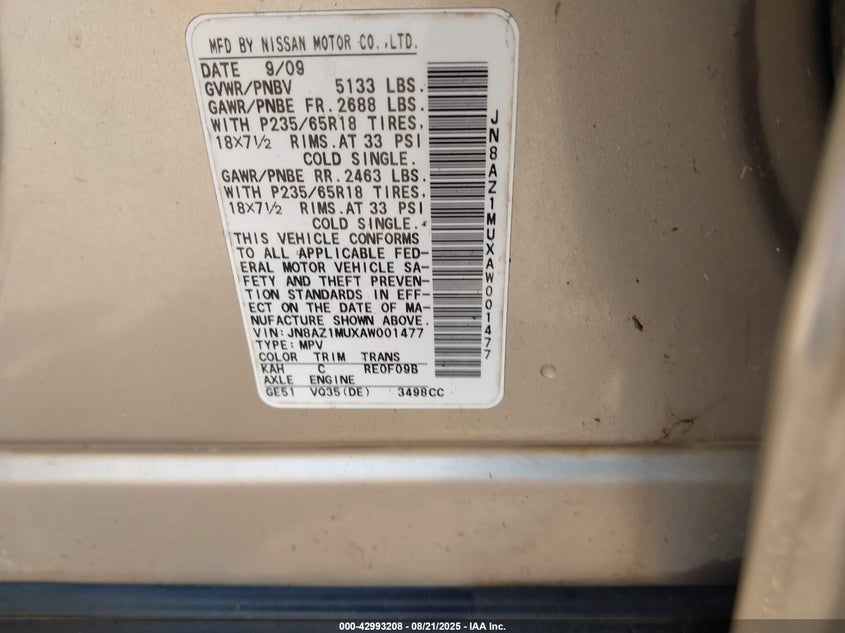 MFD BY NISSAN MOTOR CO.,LTD.
DATE 9/09
GVWR/PNBV 5133 LBS.
GAWR/PNBE FR. 2688 LBS.
WITH P235/65R18 TIRES,
18×7½ RIMS. AT 33 PSI
COLD SINGLE.
GAWR/PNBE RR. 2463 LBS.
WITH P235/65R18 TIRES,
18×7½ RIMS. AT 33 PSI
COLD SINGLE.
THIS VEHICLE CONFORMS
TO ALL APPLICABLE FED-
ERAL MOTOR VEHICLE SA-
FETY AND THEFT PREVEN-
TION STANDARDS IN EFF-
ECT ON THE DATE OF MA-
NUFACTURE SHOWN ABOVE.
VIN: JN8AZ1MUXAW001477
TYPE: MPV
COLOR TRIM TRANS
KAH C RE0F09B
AXLE ENGINE
GE51 VQ35(DE) 3498CC
JN8AZ1MUXAW001477
000-42993208 - 08/21/2025 - IAA Inc.